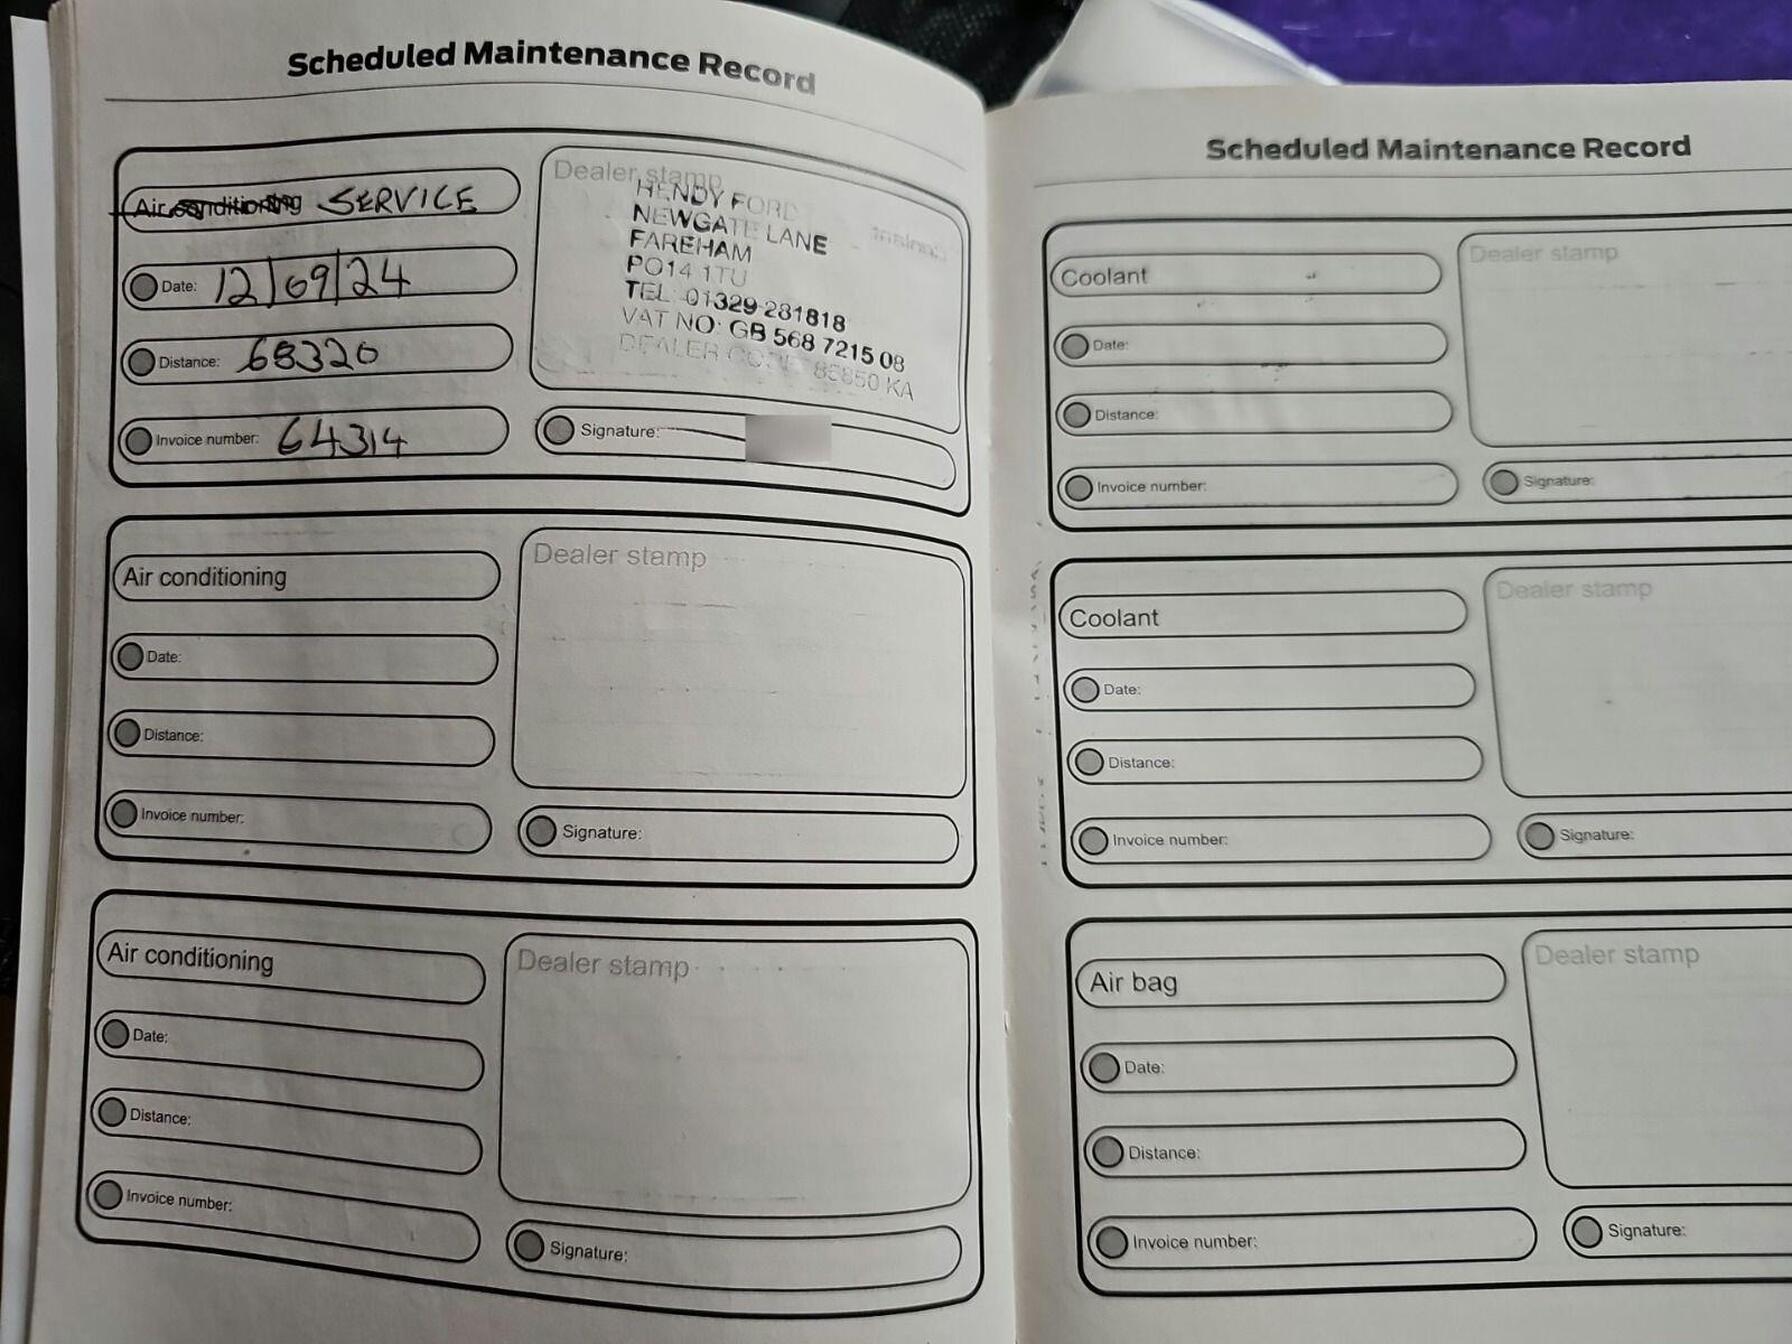 Scheduled Maintenance Record
Air conditioning SERVICE
Date: 12/09/24
Distance: 68320
Invoice number: 64314
Dealer stamp
HENDY FORD
NEWGATE LANE
FAREHAM
PO14 1TU
TEL: 01329 281818
VAT NO: GB 568 7215 08
DEALER CODE 85850 KA
Signature:
Air conditioning
Date:
Distance:
Invoice number:
Dealer stamp
Signature:
Air conditioning
Date:
Distance:
Invoice number:
Dealer stamp
Signature:
Scheduled Maintenance Record
Coolant
Date:
Distance:
Invoice number:
Dealer stamp
Signature:
Coolant
Date:
Distance:
Invoice number:
Dealer stamp
Signature:
Air bag
Date:
Distance:
Invoice number:
Dealer stamp
Signature: